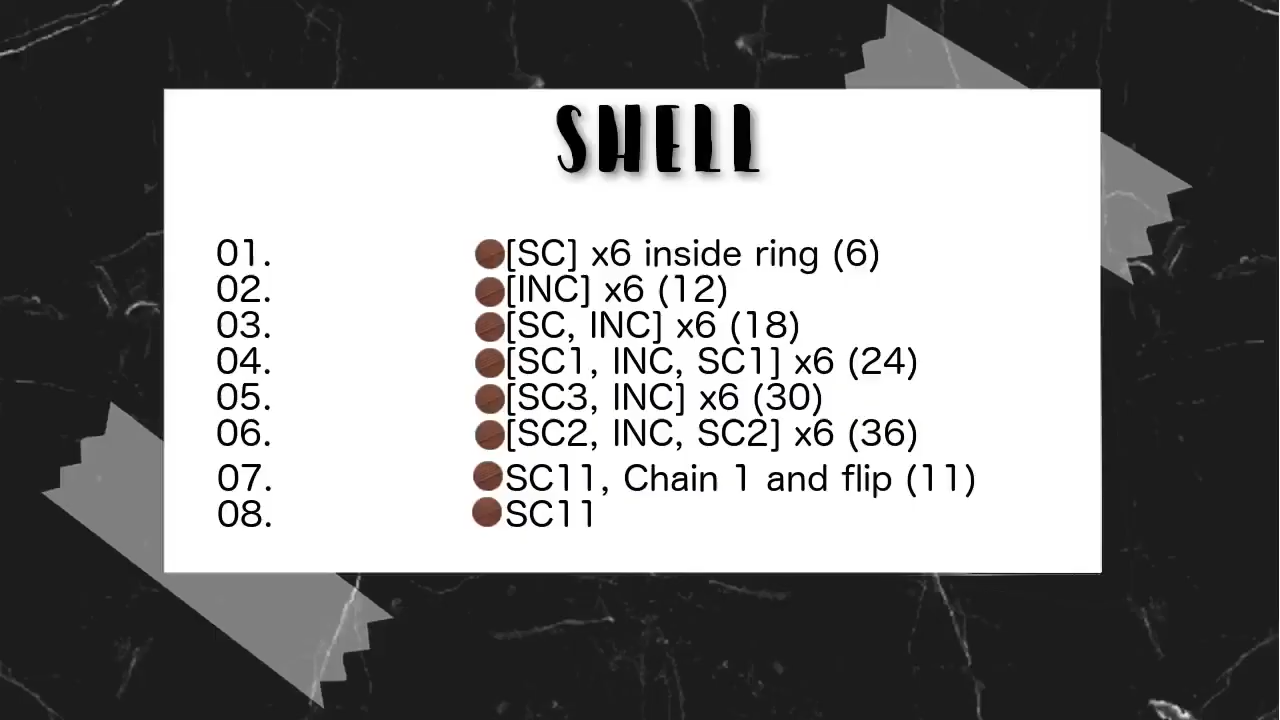 SHELL
01. [SC] x6 inside ring (6)
02. [INC] x6 (12)
03. [SC, INC] x6 (18)
04. [SC1, INC, SC1] x6 (24)
05. [SC3, INC] x6 (30)
06. [SC2, INC, SC2] x6 (36)
07. SC11, Chain 1 and flip (11)
08. SC11